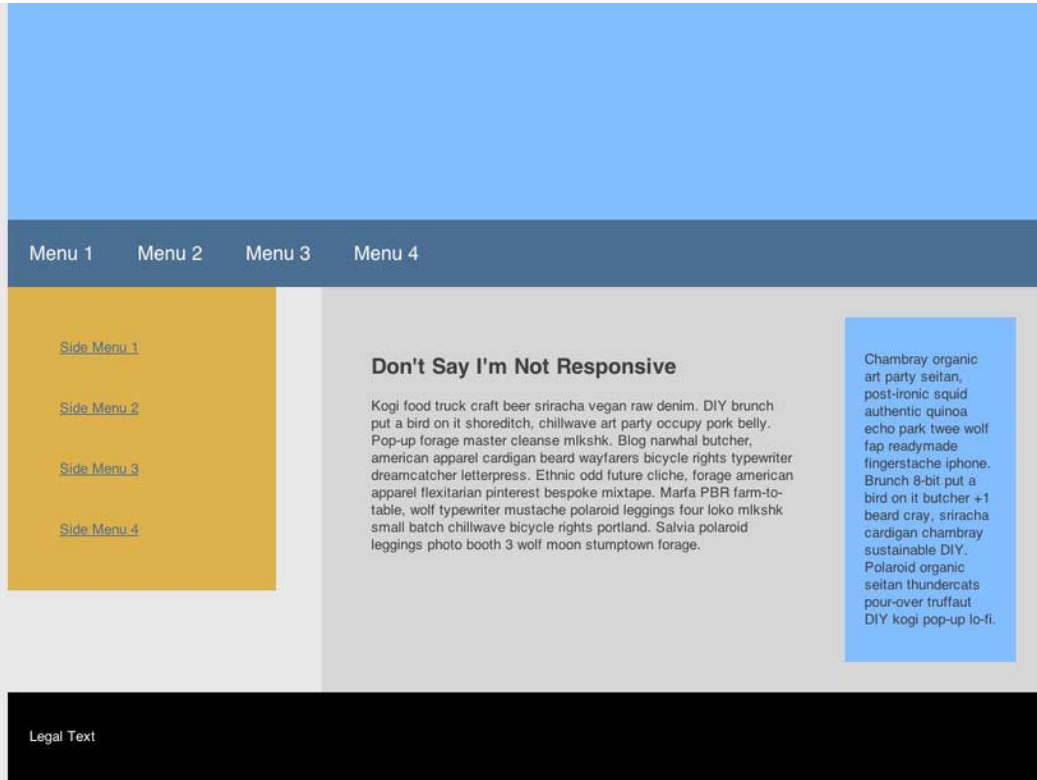 Menu 1 Menu 2 Menu 3 Menu 4
Side Menu 1
Side Menu 2
Side Menu 3
Side Menu 4
Don't Say I'm Not Responsive
Kogi food truck craft beer sriracha vegan raw denim. DIY brunch
put a bird on it shoreditch, chillwave art party occupy pork belly.
Pop-up forage master cleanse mlkshk. Blog narwhal butcher,
american apparel cardigan beard wayfarers bicycle rights typewriter
dreamcatcher letterpress. Ethnic odd future cliche, forage american
apparel flexitarian pinterest bespoke mixtape. Marfa PBR farm-to-
table, wolf typewriter mustache polaroid leggings four loko mlkshk
small batch chillwave bicycle rights portland. Salvia polaroid
leggings photo booth 3 wolf moon stumptown forage.
Chambray organic
art party seitan,
post-ironic squid
authentic quinoa
echo park twee wolf
fap readymade
fingerstache iphone.
Brunch 8-bit put a
bird on it butcher +1
beard cray, sriracha
cardigan chambray
sustainable DIY.
Polaroid organic
seitan thundercats
pour-over truffaut
DIY kogi pop-up lo-fi.
Legal Text